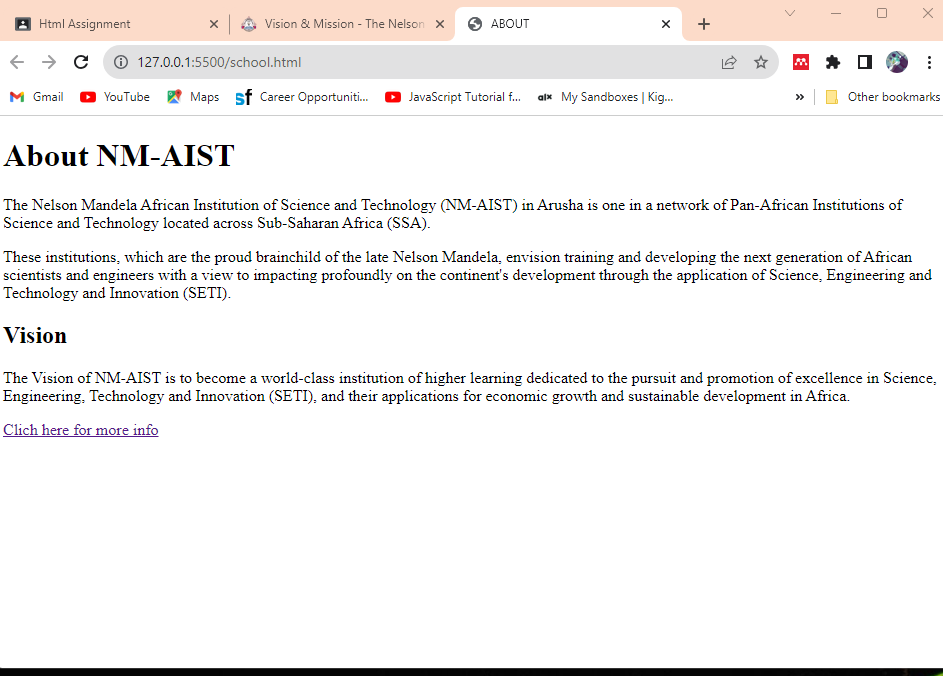 Html Assignment
Vision & Mission - The Nelson
ABOUT
127.0.0.1:5500/school.html
Gmail
YouTube
Maps
Sf
Career Opportuniti...
JavaScript Tutorial f...
alx
My Sandboxes | Kig...
»
Other bookmarks
About NM-AIST
The Nelson Mandela African Institution of Science and Technology (NM-AIST) in Arusha is one in a network of Pan-African Institutions of
Science and Technology located across Sub-Saharan Africa (SSA).
These institutions, which are the proud brainchild of the late Nelson Mandela, envision training and developing the next generation of African
scientists and engineers with a view to impacting profoundly on the continent's development through the application of Science, Engineering and
Technology and Innovation (SETI).
Vision
The Vision of NM-AIST is to become a world-class institution of higher learning dedicated to the pursuit and promotion of excellence in Science,
Engineering, Technology and Innovation (SETI), and their applications for economic growth and sustainable development in Africa.
Clich here for more info